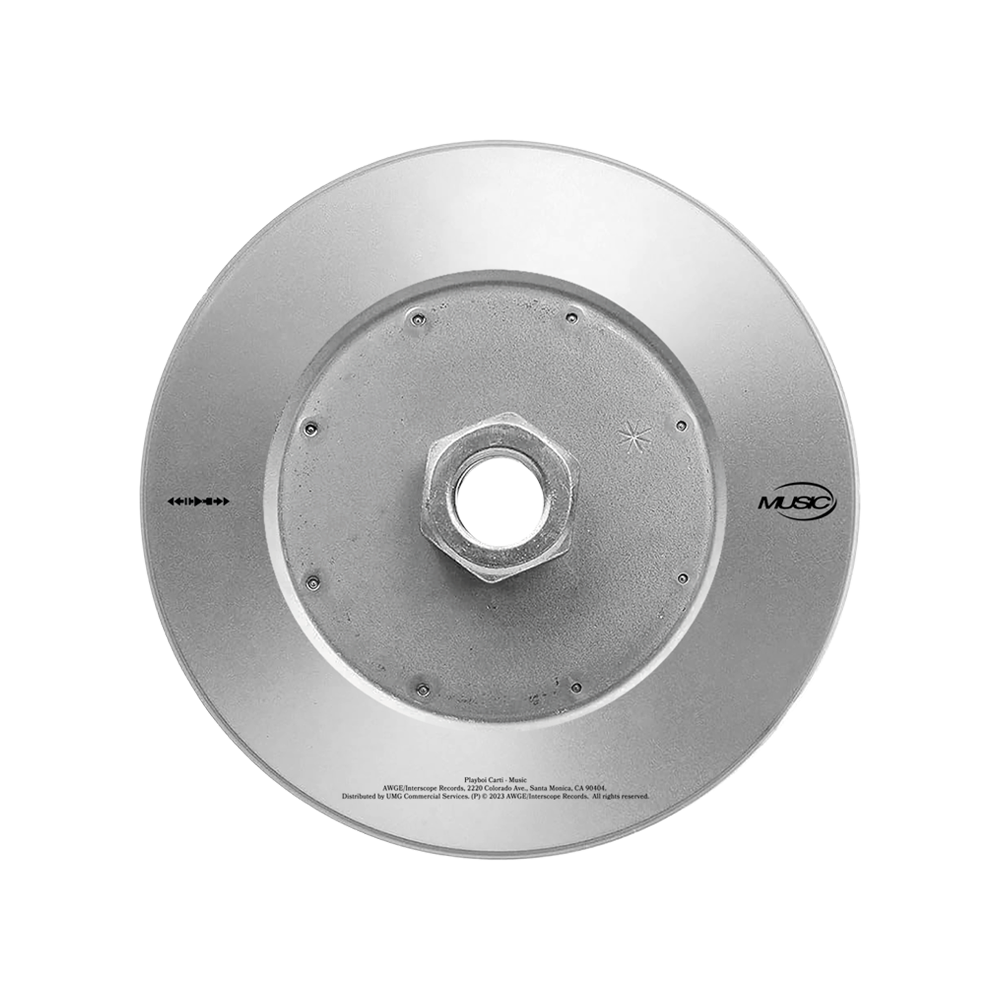 MUSIC
Playboi Carti - Music
AWGE/Interscope Records, 2220 Colorado Ave., Santa Monica, CA 90404.
Distributed by UMG Commercial Services. (P) © 2023 AWGE/Interscope Records. All rights reserved.